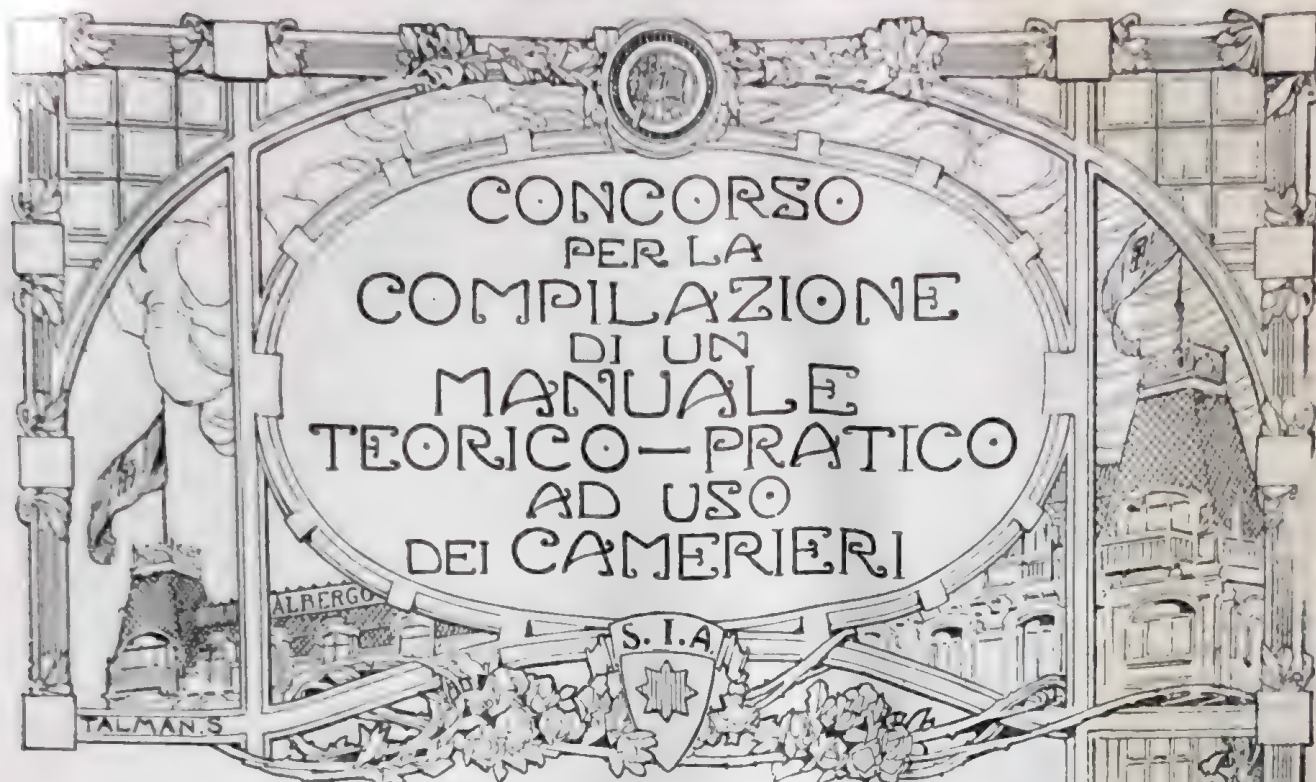 CONCORSO
PER LA
COMPILAZIONE
DI UN
MANUALE
TEORICO—PRATICO
AD USO
DEI CAMERIERI
ALBERGO
S. I. A
TALMAN. S